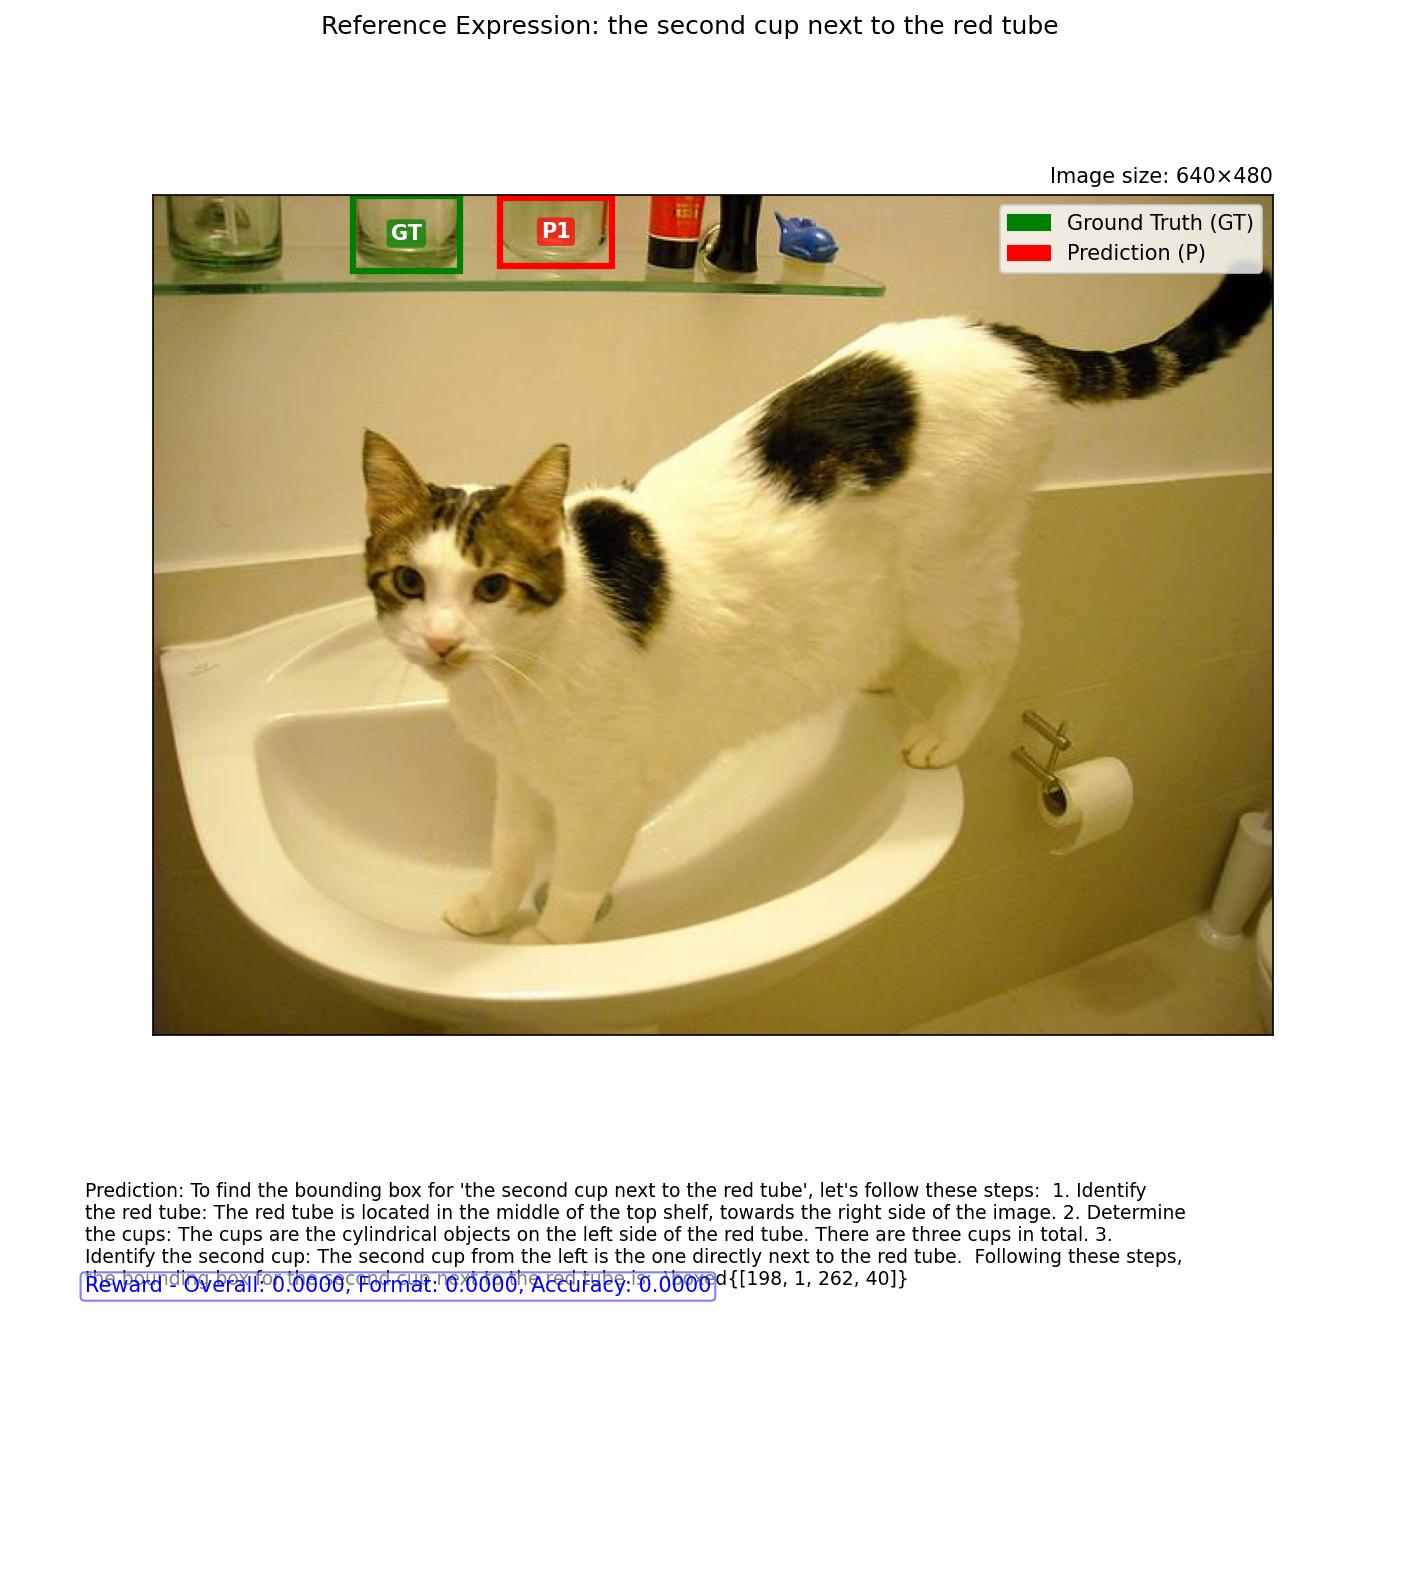 Reference Expression: the second cup next to the red tube
Image size: 640×480
GT
P1
Ground Truth (GT)
Prediction (P)
Prediction: To find the bounding box for 'the second cup next to the red tube', let's follow these steps:  1. Identify
the red tube: The red tube is located in the middle of the top shelf, towards the right side of the image. 2. Determine
the cups: The cups are the cylindrical objects on the left side of the red tube. There are three cups in total. 3.
Identify the second cup: The second cup from the left is the one directly next to the red tube.  Following these steps,
the bounding box for the second cup next to the red tube is:  \boxed{[198, 1, 262, 40]}
Reward - Overall: 0.0000, Format: 0.0000, Accuracy: 0.0000